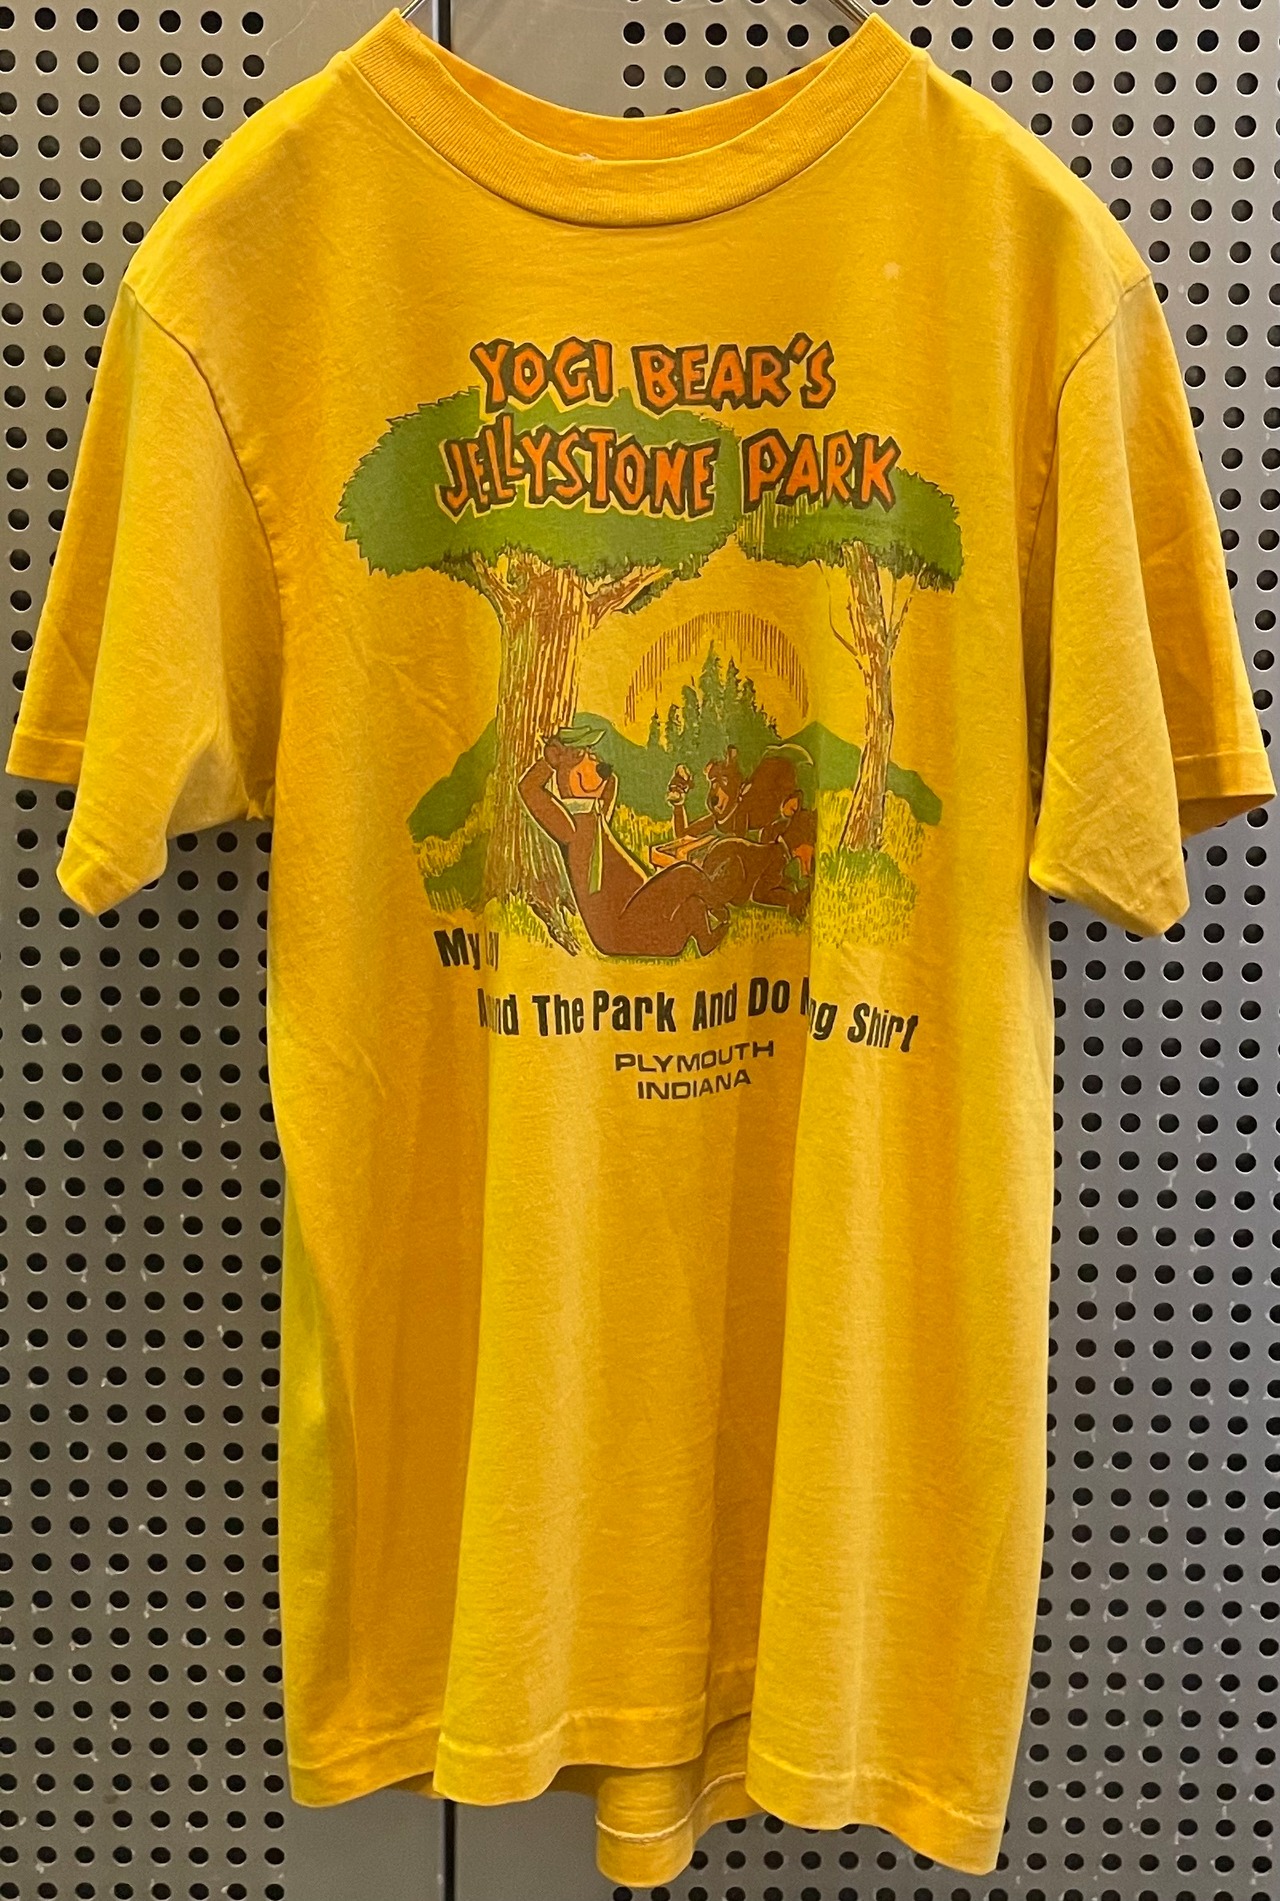 YOGI BEAR'S
JELLYSTONE PARK
My
The Park And Do Shirt
PLYMOUTH
INDIANA